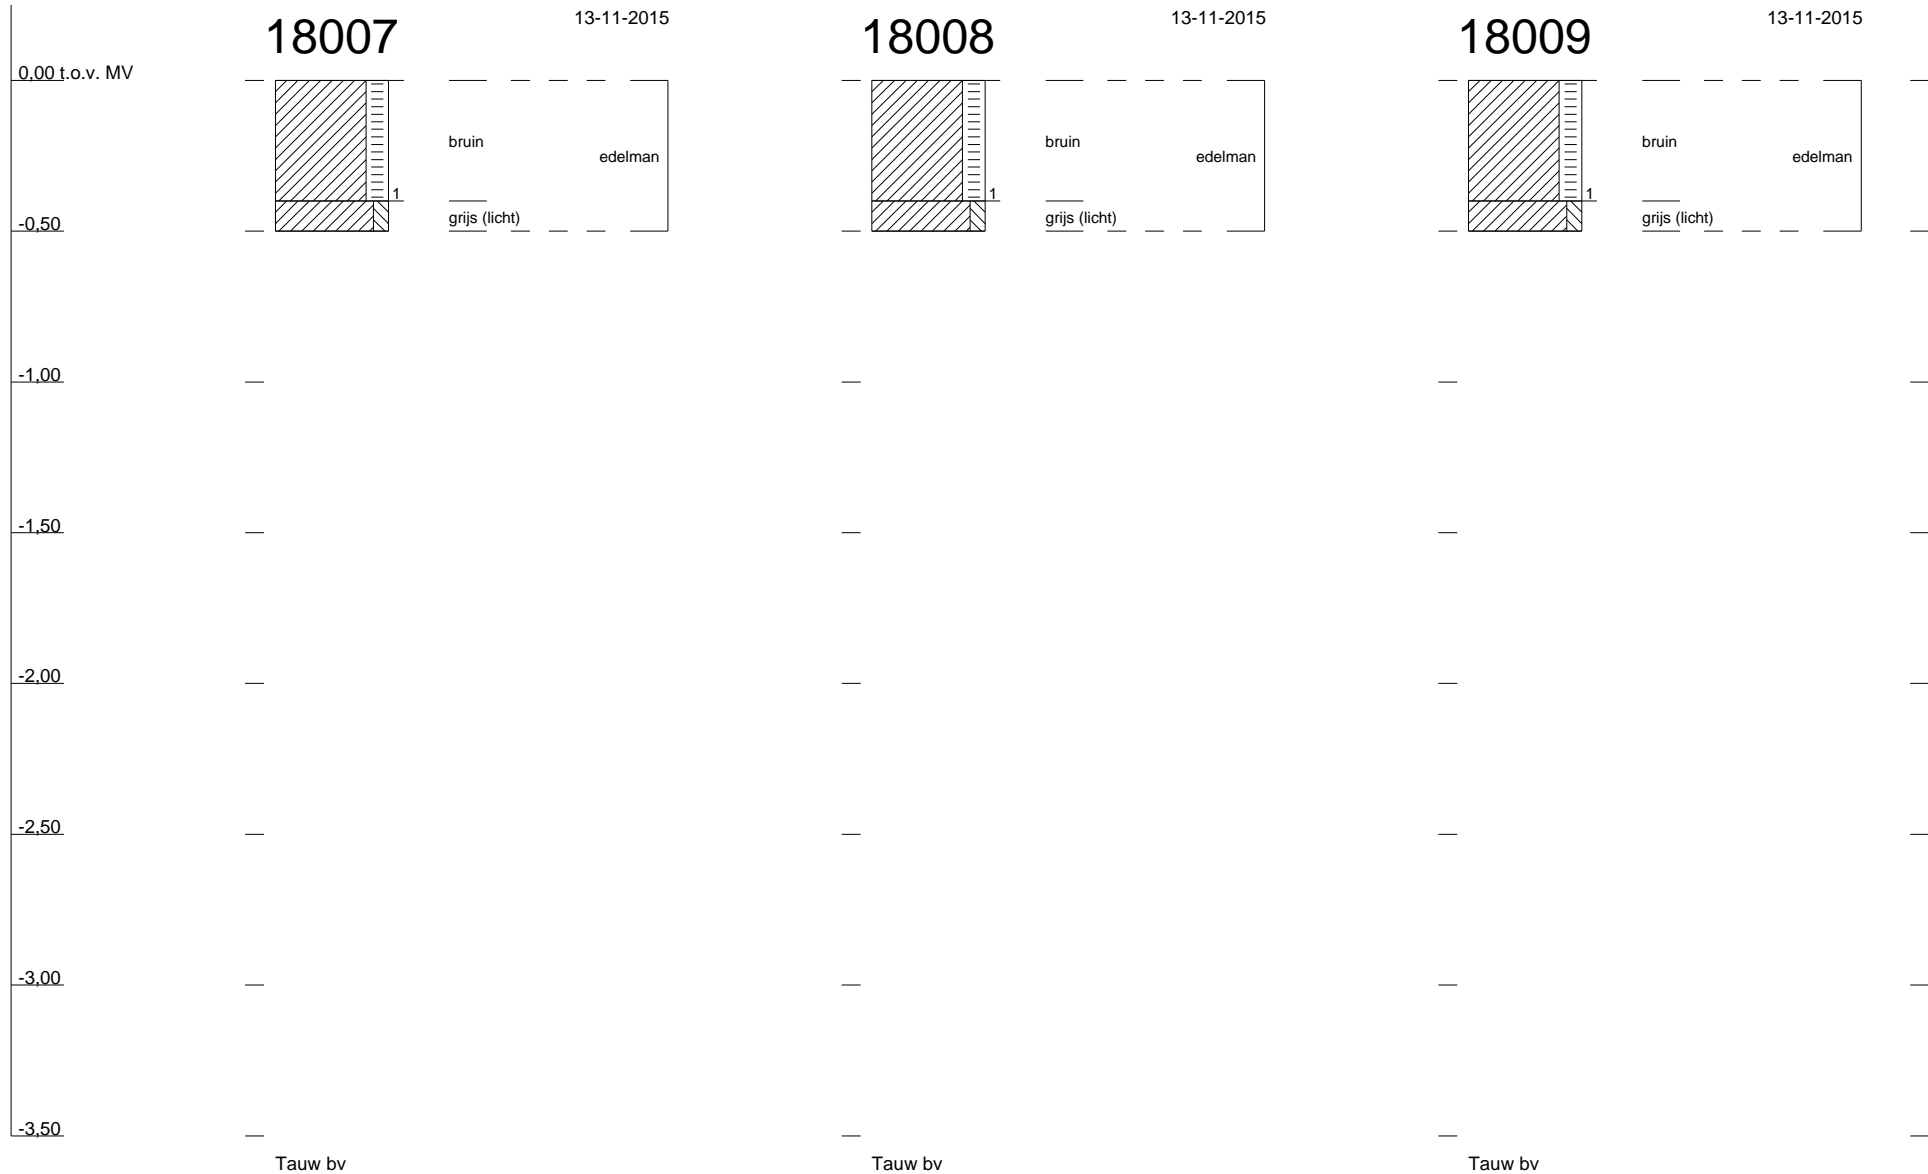 13-11-2015 13-11-2015 13-11-2015
18007 18008 18009
0,00 t.o.v. MV
bruin bruin bruin
edelman edelman edelman
1 1 1
grijs (licht) grijs (licht) grijs (licht)
-0,50
-1,00
-1,50
-2,00
-2,50
-3,00
-3,50
Tauw bv Tauw bv Tauw bv